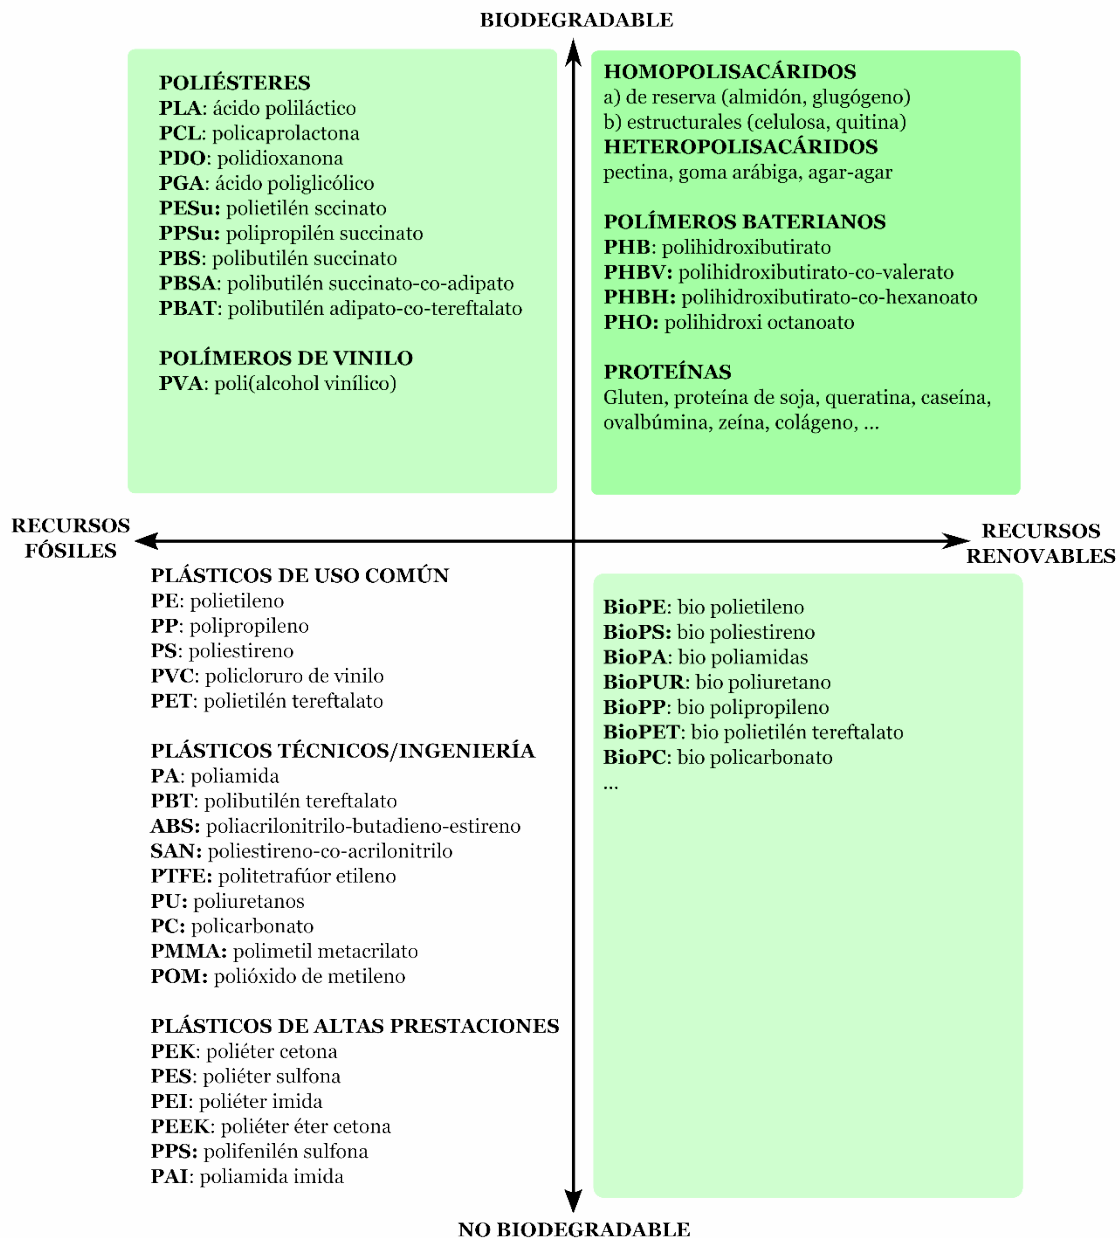 BIODEGRADABLE
POLIÉSTERES
PLA: ácido poliláctico
PCL: policaprolactona
PDO: polidioxanona
PGA: ácido poliglicólico
PESu: polietilén sccinato
PPSu: polipropilén succinato
PBS: polibutilén succinato
PBSA: polibutilén succinato-co-adipato
PBAT: polibutilén adipato-co-tereftalato
POLÍMEROS DE VINILO
PVA: poli(alcohol vinílico)
HOMOPOLISACÁRIDOS
a) de reserva (almidón, glugógeno)
b) estructurales (celulosa, quitina)
HETEROPOLISACÁRIDOS
pectina, goma arábiga, agar-agar
POLÍMEROS BATERIANOS
PHB: polihidroxibutirato
PHBV: polihidroxibutirato-co-valerato
PHBH: polihidroxibutirato-co-hexanoato
PHO: polihidroxi octanoato
PROTEÍNAS
Gluten, proteína de soja, queratina, caseína,
ovalbúmina, zeína, colágeno, ...
RECURSOS
FÓSILES
RECURSOS
RENOVABLES
PLÁSTICOS DE USO COMÚN
PE: polietileno
PP: polipropileno
PS: poliestireno
PVC: policloruro de vinilo
PET: polietilén tereftalato
PLÁSTICOS TÉCNICOS/INGENIERÍA
PA: poliamida
PBT: polibutilén tereftalato
ABS: poliacrilonitrilo-butadieno-estireno
SAN: poliestireno-co-acrilonitrilo
PTFE: politetrafúor etileno
PU: poliuretanos
PC: policarbonato
PMMA: polimetil metacrilato
POM: polióxido de metileno
PLÁSTICOS DE ALTAS PRESTACIONES
PEK: poliéter cetona
PES: poliéter sulfona
PEI: poliéter imida
PEEK: poliéter éter cetona
PPS: polifenilén sulfona
PAI: poliamida imida
BioPE: bio polietileno
BioPS: bio poliestireno
BioPA: bio poliamidas
BioPUR: bio poliuretano
BioPP: bio polipropileno
BioPET: bio polietilén tereftalato
BioPC: bio policarbonato
...
NO BIODEGRADABLE